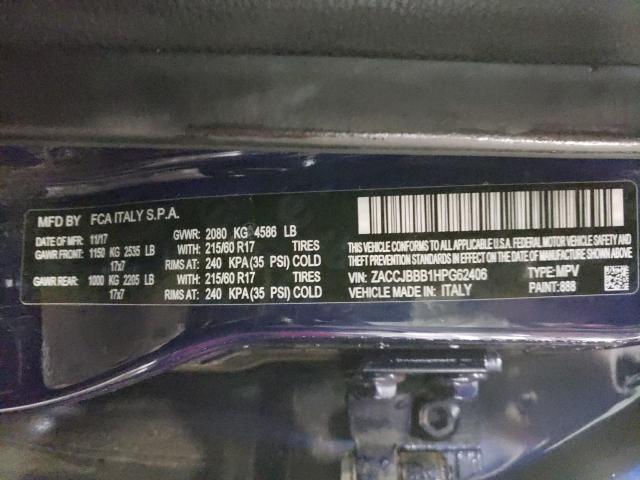 MFD BY FCA ITALY S.P.A.
DATE OF MFR: 11/17 GVWR: 2080 KG 4586 LB
GAWR FRONT: 1150 KG 2535 LB WITH: 215/60 R17 TIRES
17x7 RIMS AT: 240 KPA (35 PSI) COLD
GAWR REAR: 1000 KG 2205 LB WITH: 215/60 R17 TIRES
17x7 RIMS AT: 240 KPA (35 PSI) COLD
THIS VEHICLE CONFORMS TO ALL APPLICABLE U.S.A. FEDERAL MOTOR VEHICLE SAFETY AND
THEFT PREVENTION STANDARDS IN EFFECT ON THE DATE OF MANUFACTURE SHOWN ABOVE.
VIN: ZACCJBBB1HPG62406 TYPE: MPV
VEHICLE MADE IN: ITALY PAINT: 888